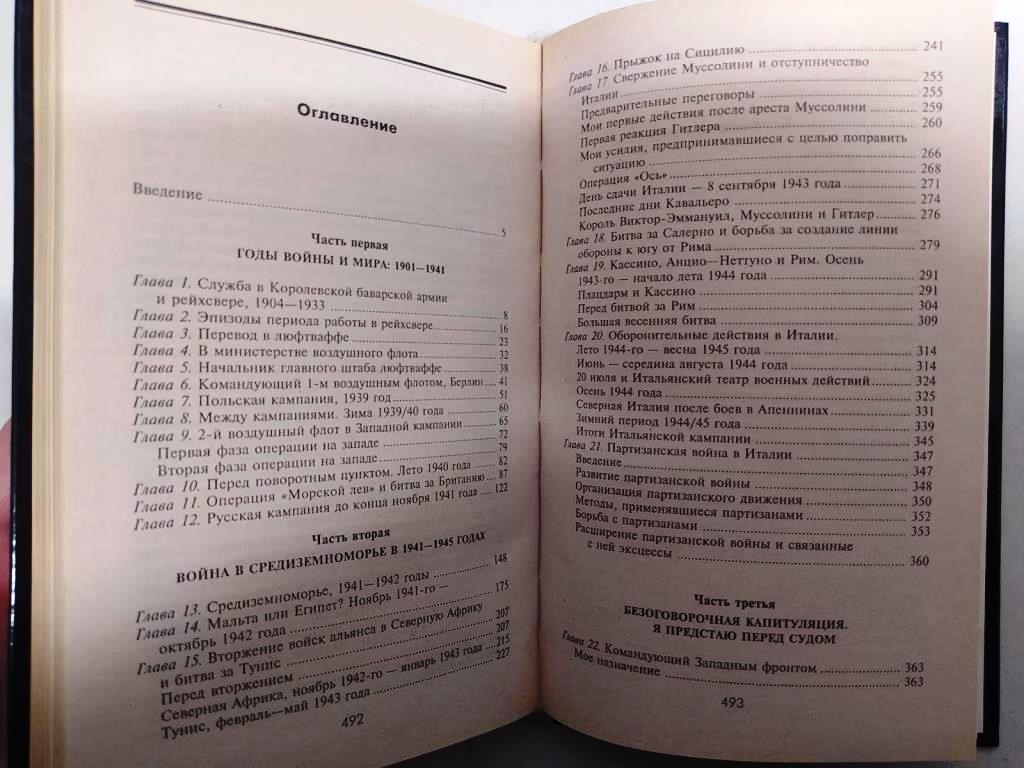 Оглавление
Введение ..... 5
Часть первая
ГОДЫ ВОЙНЫ И МИРА: 1901—1941
Глава 1. Служба в Королевской баварской армии
и рейхсвере, 1904—1933 ..... 8
Глава 2. Эпизоды периода работы в рейхсвере ..... 16
Глава 3. Перевод в люфтваффе ..... 23
Глава 4. В министерстве воздушного флота ..... 32
Глава 5. Начальник главного штаба люфтваффе ..... 38
Глава 6. Командующий 1-м воздушным флотом, Берлин ..... 41
Глава 7. Польская кампания, 1939 год ..... 51
Глава 8. Между кампаниями. Зима 1939/40 года ..... 60
Глава 9. 2-й воздушный флот в Западной кампании ..... 65
Первая фаза операции на западе ..... 72
Вторая фаза операции на западе ..... 79
Глава 10. Перед поворотным пунктом. Лето 1940 года ..... 82
Глава 11. Операция «Морской лев» и битва за Британию ..... 87
Глава 12. Русская кампания до конца ноября 1941 года ..... 122
Часть вторая
ВОЙНА В СРЕДИЗЕМНОМОРЬЕ В 1941—1945 ГОДАХ
Глава 13. Средиземноморье, 1941—1942 годы ..... 148
Глава 14. Мальта или Египет? Ноябрь 1941-го —
октябрь 1942 года ..... 175
Глава 15. Вторжение войск альянса в Северную Африку
и битва за Тунис ..... 207
Перед вторжением ..... 207
Северная Африка, ноябрь 1942-го — январь 1943 года ..... 215
Тунис, февраль—май 1943 года ..... 227
492
Глава 16. Прыжок на Сицилию ..... 241
Глава 17. Свержение Муссолини и отступничество
Италии ..... 255
Предварительные переговоры ..... 255
Мои первые действия после ареста Муссолини ..... 259
Первая реакция Гитлера ..... 260
Мои усилия, предпринимавшиеся с целью поправить
ситуацию ..... 266
Операция «Ось» ..... 268
День сдачи Италии — 8 сентября 1943 года ..... 271
Последние дни Кавальеро ..... 274
Король Виктор-Эммануил, Муссолини и Гитлер ..... 276
Глава 18. Битва за Салерно и борьба за создание линии
обороны к югу от Рима ..... 279
Глава 19. Кассино, Анцио—Неттуно и Рим. Осень
1943-го — начало лета 1944 года ..... 291
Плацдарм и Кассино ..... 291
Перед битвой за Рим ..... 304
Большая весенняя битва ..... 309
Глава 20. Оборонительные действия в Италии.
Лето 1944-го — весна 1945 года ..... 314
Июнь — середина августа 1944 года ..... 314
20 июля и Итальянский театр военных действий ..... 324
Осень 1944 года ..... 325
Северная Италия после боев в Апеннинах ..... 331
Зимний период 1944/45 года ..... 339
Итоги Итальянской кампании ..... 345
Глава 21. Партизанская война в Италии ..... 347
Введение ..... 347
Развитие партизанской войны ..... 348
Организация партизанского движения ..... 350
Методы, применявшиеся партизанами ..... 352
Борьба с партизанами ..... 353
Расширение партизанской войны и связанные
с ней эксцессы ..... 360
Часть третья
БЕЗОГОВОРОЧНАЯ КАПИТУЛЯЦИЯ.
Я ПРЕДСТАЮ ПЕРЕД СУДОМ
Глава 22. Командующий Западным фронтом ..... 363
Мое назначение ..... 363
493